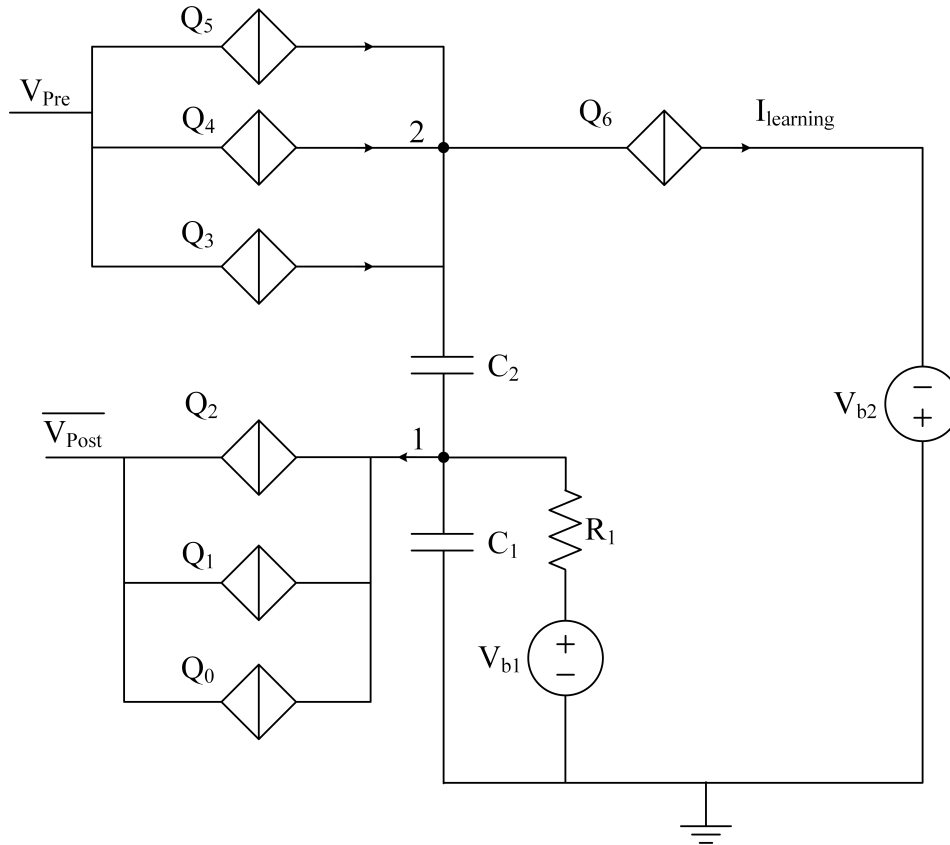 Q5
VPre
Q4
2
Q6
Ilearning
Q3
C2
Vb2
−
+
Q2
VPost
1
C1
R1
Q1
Vb1
+
−
Q0